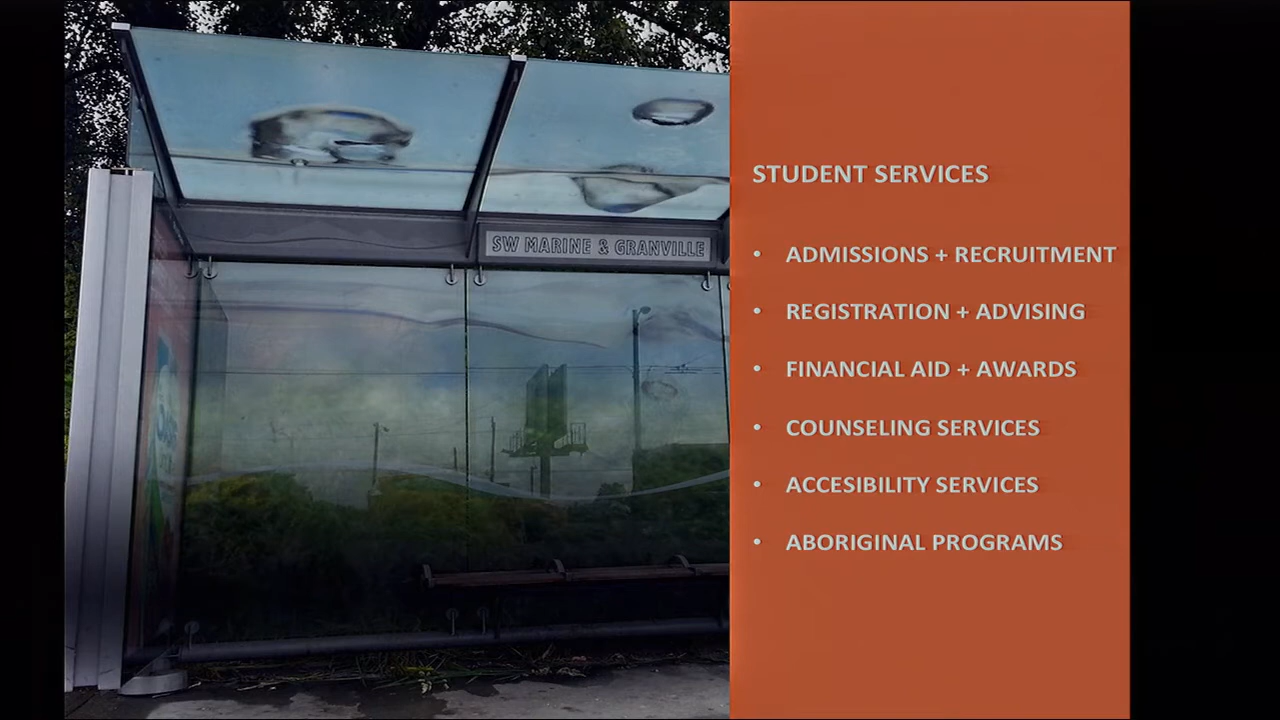 SW MARINE & GRANVILLE
STUDENT SERVICES
• ADMISSIONS + RECRUITMENT
• REGISTRATION + ADVISING
• FINANCIAL AID + AWARDS
• COUNSELING SERVICES
• ACCESIBILITY SERVICES
• ABORIGINAL PROGRAMS